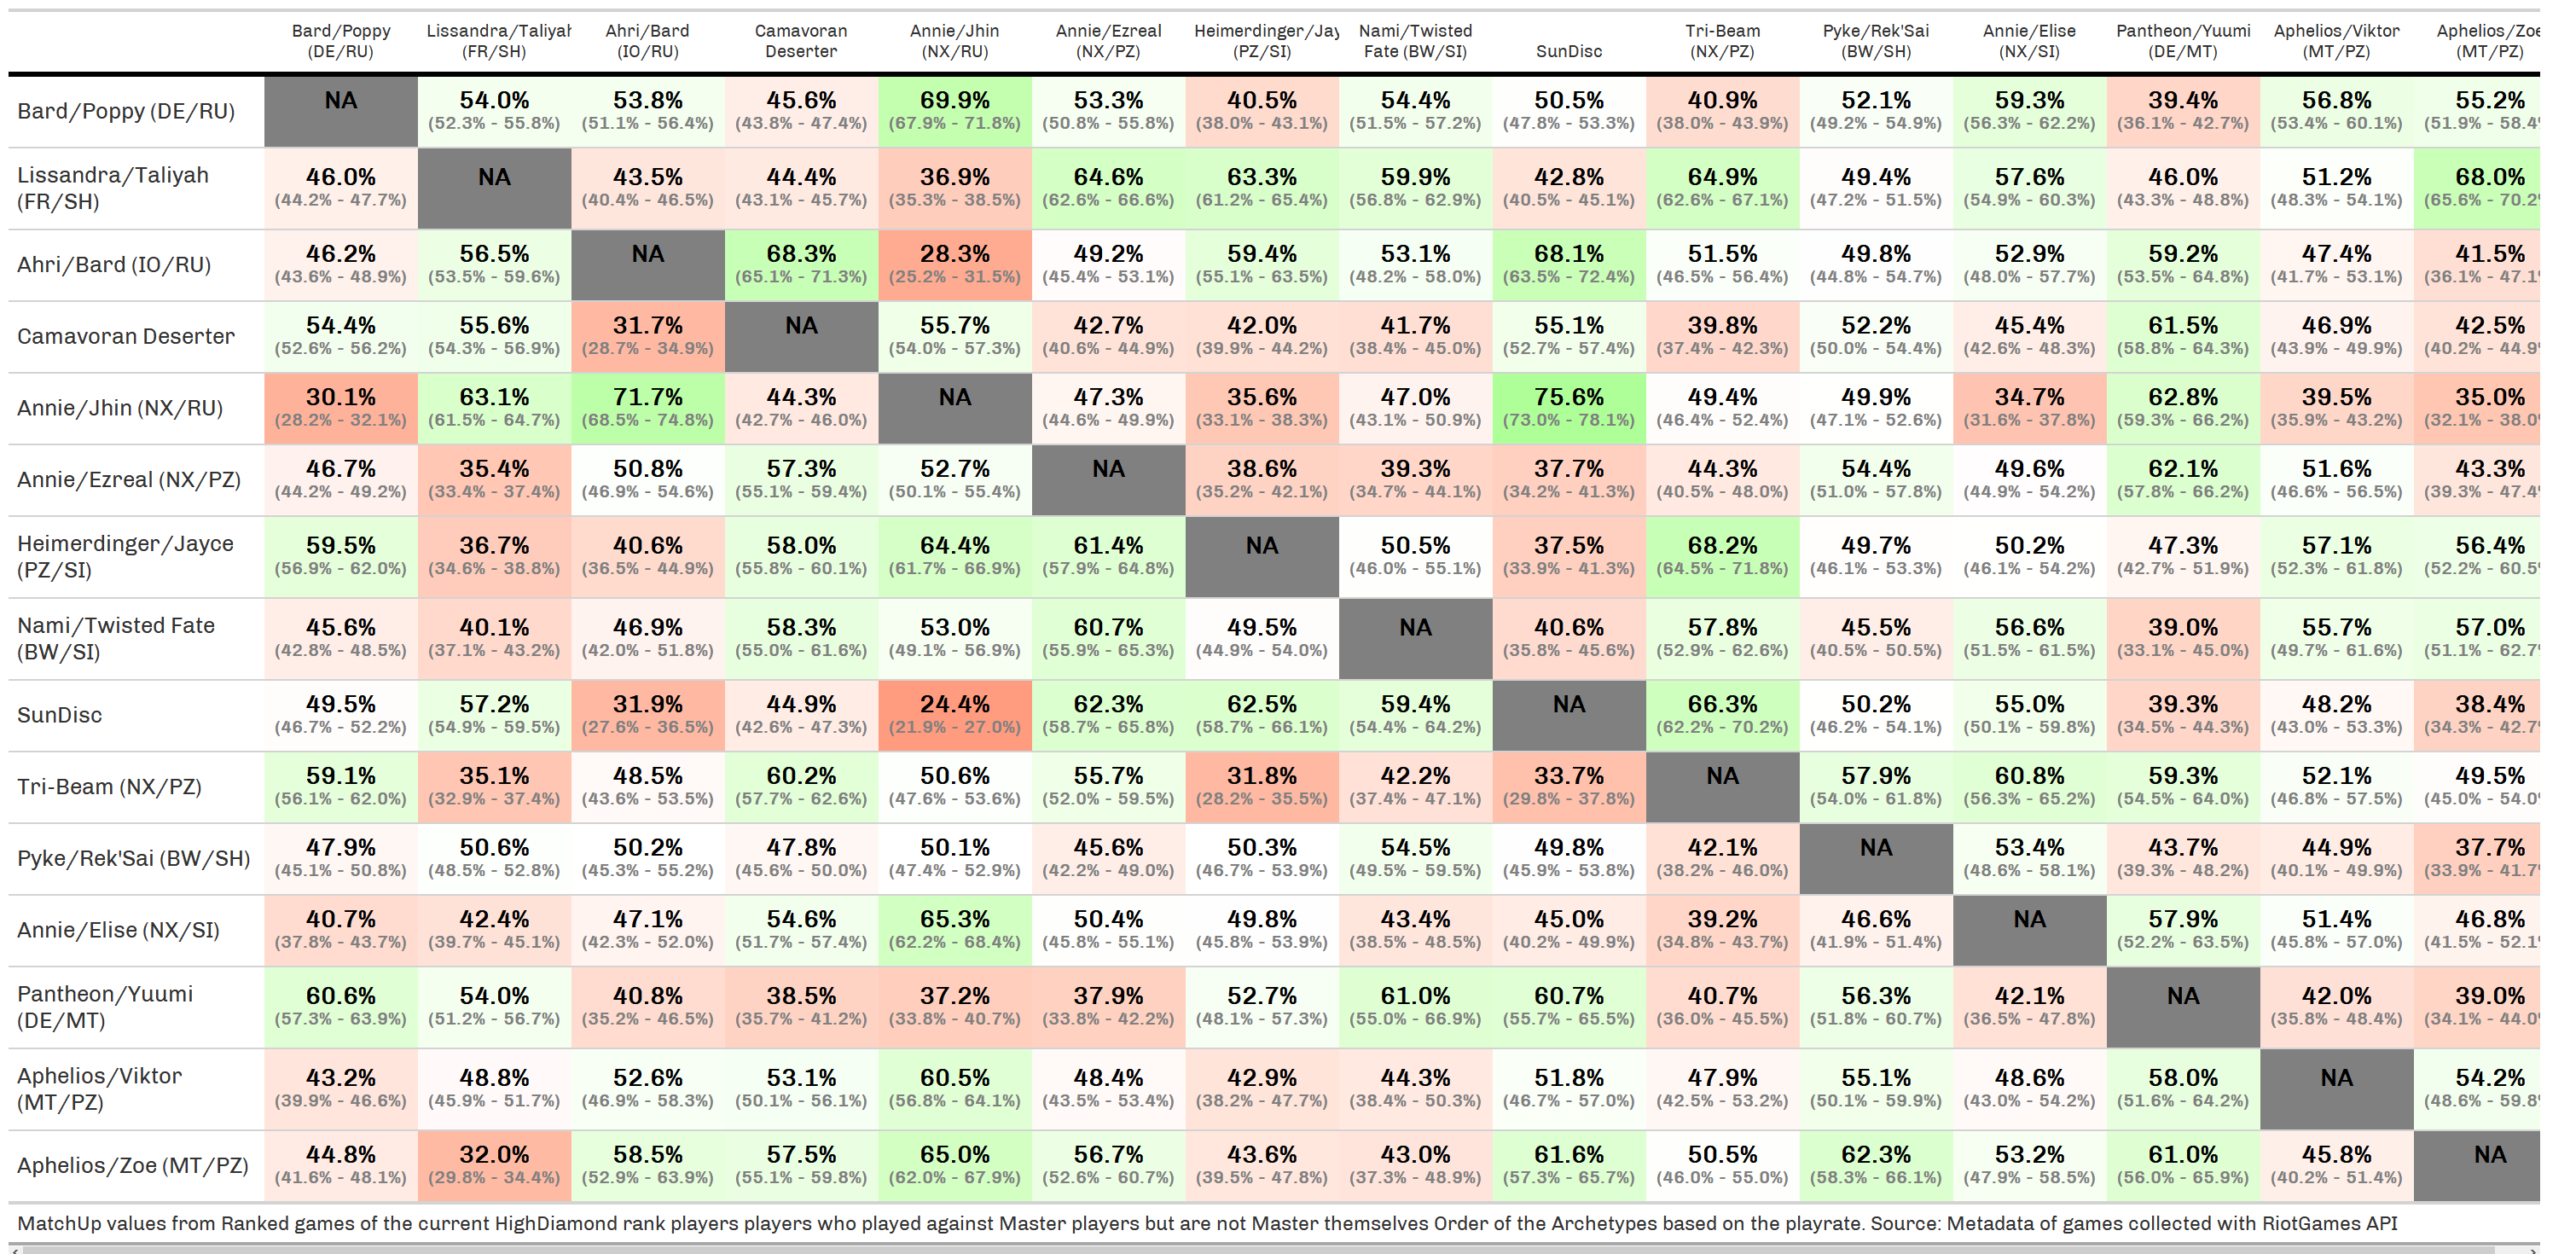 Bard/Poppy Lissandra/Taliyah Ahri/Bard Camavoran Annie/Jhin Annie/Ezreal Heimerdinger/Jay Nami/Twisted Tri-Beam Pyke/Rek'Sai Annie/Elise Pantheon/Yuumi Aphelios/Viktor Aphelios/Zoe
(DE/RU) (FR/SH) (IO/RU) Deserter (NX/RU) (NX/PZ) (PZ/SI) Fate (BW/SI) SunDisc (NX/PZ) (BW/SH) (NX/SI) (DE/MT) (MT/PZ) (MT/PZ)
Bard/Poppy (DE/RU) NA 54.0% 53.8% 45.6% 69.9% 53.3% 40.5% 54.4% 50.5% 40.9% 52.1% 59.3% 39.4% 56.8% 55.2%
(52.3% - 55.8%) (51.1% - 56.4%) (43.8% - 47.4%) (67.9% - 71.8%) (50.8% - 55.8%) (38.0% - 43.1%) (51.5% - 57.2%) (47.8% - 53.3%) (38.0% - 43.9%) (49.2% - 54.9%) (56.3% - 62.2%) (36.1% - 42.7%) (53.4% - 60.1%) (51.9% - 58.4
Lissandra/Taliyah 46.0% NA 43.5% 44.4% 36.9% 64.6% 63.3% 59.9% 42.8% 64.9% 49.4% 57.6% 46.0% 51.2% 68.0%
(FR/SH) (44.2% - 47.7%) (40.4% - 46.5%) (43.1% - 45.7%) (35.3% - 38.5%) (62.6% - 66.6%) (61.2% - 65.4%) (56.8% - 62.9%) (40.5% - 45.1%) (62.6% - 67.1%) (47.2% - 51.5%) (54.9% - 60.3%) (43.3% - 48.8%) (48.3% - 54.1%) (65.6% - 70.2
Ahri/Bard (IO/RU) 46.2% 56.5% NA 68.3% 28.3% 49.2% 59.4% 53.1% 68.1% 51.5% 49.8% 52.9% 59.2% 47.4% 41.5%
(43.6% - 48.9%) (53.5% - 59.6%) (65.1% - 71.3%) (25.2% - 31.5%) (45.4% - 53.1%) (55.1% - 63.5%) (48.2% - 58.0%) (63.5% - 72.4%) (46.5% - 56.4%) (44.8% - 54.7%) (48.0% - 57.7%) (53.5% - 64.8%) (41.7% - 53.1%) (36.1% - 47.1
Camavoran Deserter 54.4% 55.6% 31.7% NA 55.7% 42.7% 42.0% 41.7% 55.1% 39.8% 52.2% 45.4% 61.5% 46.9% 42.5%
(52.6% - 56.2%) (54.3% - 56.9%) (28.7% - 34.9%) (54.0% - 57.3%) (40.6% - 44.9%) (39.9% - 44.2%) (38.4% - 45.0%) (52.7% - 57.4%) (37.4% - 42.3%) (50.0% - 54.4%) (42.6% - 48.3%) (58.8% - 64.3%) (43.9% - 49.9%) (40.2% - 44.9
Annie/Jhin (NX/RU) 30.1% 63.1% 71.7% 44.3% NA 47.3% 35.6% 47.0% 75.6% 49.4% 49.9% 34.7% 62.8% 39.5% 35.0%
(28.2% - 32.1%) (61.5% - 64.7%) (68.5% - 74.8%) (42.7% - 46.0%) (44.6% - 49.9%) (33.1% - 38.3%) (43.1% - 50.9%) (73.0% - 78.1%) (46.4% - 52.4%) (47.1% - 52.6%) (31.6% - 37.8%) (59.3% - 66.2%) (35.9% - 43.2%) (32.1% - 38.0
Annie/Ezreal (NX/PZ) 46.7% 35.4% 50.8% 57.3% 52.7% NA 38.6% 39.3% 37.7% 44.3% 54.4% 49.6% 62.1% 51.6% 43.3%
(44.2% - 49.2%) (33.4% - 37.4%) (46.9% - 54.6%) (55.1% - 59.4%) (50.1% - 55.4%) (35.2% - 42.1%) (34.7% - 44.1%) (34.2% - 41.3%) (40.5% - 48.0%) (51.0% - 57.8%) (44.9% - 54.2%) (57.8% - 66.2%) (46.6% - 56.5%) (39.3% - 47.4
Heimerdinger/Jayce 59.5% 36.7% 40.6% 58.0% 64.4% 61.4% NA 50.5% 37.5% 68.2% 49.7% 50.2% 47.3% 57.1% 56.4%
(PZ/SI) (56.9% - 62.0%) (34.6% - 38.8%) (36.5% - 44.9%) (55.8% - 60.1%) (61.7% - 66.9%) (57.9% - 64.8%) (46.0% - 55.1%) (33.9% - 41.3%) (64.5% - 71.8%) (46.1% - 53.3%) (46.1% - 54.2%) (42.7% - 51.9%) (52.3% - 61.8%) (52.2% - 60.5
Nami/Twisted Fate 45.6% 40.1% 46.9% 58.3% 53.0% 60.7% 49.5% NA 40.6% 57.8% 45.5% 56.6% 39.0% 55.7% 57.0%
(BW/SI) (42.8% - 48.5%) (37.1% - 43.2%) (42.0% - 51.8%) (55.0% - 61.6%) (49.1% - 56.9%) (55.9% - 65.3%) (44.9% - 54.0%) (35.8% - 45.6%) (52.9% - 62.6%) (40.5% - 50.5%) (51.5% - 61.5%) (33.1% - 45.0%) (49.7% - 61.6%) (51.1% - 62.7
SunDisc 49.5% 57.2% 31.9% 44.9% 24.4% 62.3% 62.5% 59.4% NA 66.3% 50.2% 55.0% 39.3% 48.2% 38.4%
(46.7% - 52.2%) (54.9% - 59.5%) (27.6% - 36.5%) (42.6% - 47.3%) (21.9% - 27.0%) (58.7% - 65.8%) (58.7% - 66.1%) (54.4% - 64.2%) (62.2% - 70.2%) (46.2% - 54.1%) (50.1% - 59.8%) (34.5% - 44.3%) (43.0% - 53.3%) (34.3% - 42.7
Tri-Beam (NX/PZ) 59.1% 35.1% 48.5% 60.2% 50.6% 55.7% 31.8% 42.2% 33.7% NA 57.9% 60.8% 59.3% 52.1% 49.5%
(56.1% - 62.0%) (32.9% - 37.4%) (43.6% - 53.5%) (57.7% - 62.6%) (47.6% - 53.6%) (52.0% - 59.5%) (28.2% - 35.5%) (37.4% - 47.1%) (29.8% - 37.8%) (54.0% - 61.8%) (56.3% - 65.2%) (54.5% - 64.0%) (46.8% - 57.5%) (45.0% - 54.0
Pyke/Rek'Sai (BW/SH) 47.9% 50.6% 50.2% 47.8% 50.1% 45.6% 50.3% 54.5% 49.8% 42.1% NA 53.4% 43.7% 44.9% 37.7%
(45.1% - 50.8%) (48.5% - 52.8%) (45.3% - 55.2%) (45.6% - 50.0%) (47.4% - 52.9%) (42.2% - 49.0%) (46.7% - 53.9%) (49.5% - 59.5%) (45.9% - 53.8%) (38.2% - 46.0%) (48.6% - 58.1%) (39.3% - 48.2%) (40.1% - 49.9%) (33.9% - 41.7
Annie/Elise (NX/SI) 40.7% 42.4% 47.1% 54.6% 65.3% 50.4% 49.8% 43.4% 45.0% 39.2% 46.6% NA 57.9% 51.4% 46.8%
(37.8% - 43.7%) (39.7% - 45.1%) (42.3% - 52.0%) (51.7% - 57.4%) (62.2% - 68.4%) (45.8% - 55.1%) (45.8% - 53.9%) (38.5% - 48.5%) (40.2% - 49.9%) (34.8% - 43.7%) (41.9% - 51.4%) (52.2% - 63.5%) (45.8% - 57.0%) (41.5% - 52.1
Pantheon/Yuumi 60.6% 54.0% 40.8% 38.5% 37.2% 37.9% 52.7% 61.0% 60.7% 40.7% 56.3% 42.1% NA 42.0% 39.0%
(DE/MT) (57.3% - 63.9%) (51.2% - 56.7%) (35.2% - 46.5%) (35.7% - 41.2%) (33.8% - 40.7%) (33.8% - 42.2%) (48.1% - 57.3%) (55.0% - 66.9%) (55.7% - 65.5%) (36.0% - 45.5%) (51.8% - 60.7%) (36.5% - 47.8%) (35.8% - 48.4%) (34.1% - 44.0
Aphelios/Viktor 43.2% 48.8% 52.6% 53.1% 60.5% 48.4% 42.9% 44.3% 51.8% 47.9% 55.1% 48.6% 58.0% NA 54.2%
(MT/PZ) (39.9% - 46.6%) (45.9% - 51.7%) (46.9% - 58.3%) (50.1% - 56.1%) (56.8% - 64.1%) (43.5% - 53.4%) (38.2% - 47.7%) (38.4% - 50.3%) (46.7% - 57.0%) (42.5% - 53.2%) (50.1% - 59.9%) (43.0% - 54.2%) (51.6% - 64.2%) (48.6% - 59.8
Aphelios/Zoe (MT/PZ) 44.8% 32.0% 58.5% 57.5% 65.0% 56.7% 43.6% 43.0% 61.6% 50.5% 62.3% 53.2% 61.0% 45.8% NA
(41.6% - 48.1%) (29.8% - 34.4%) (52.9% - 63.9%) (55.1% - 59.8%) (62.0% - 67.9%) (52.6% - 60.7%) (39.5% - 47.8%) (37.3% - 48.9%) (57.3% - 65.7%) (46.0% - 55.0%) (58.3% - 66.1%) (47.9% - 58.5%) (56.0% - 65.9%) (40.2% - 51.4%)
MatchUp values from Ranked games of the current HighDiamond rank players players who played against Master players but are not Master themselves Order of the Archetypes based on the playrate. Source: Metadata of games collected with RiotGames API